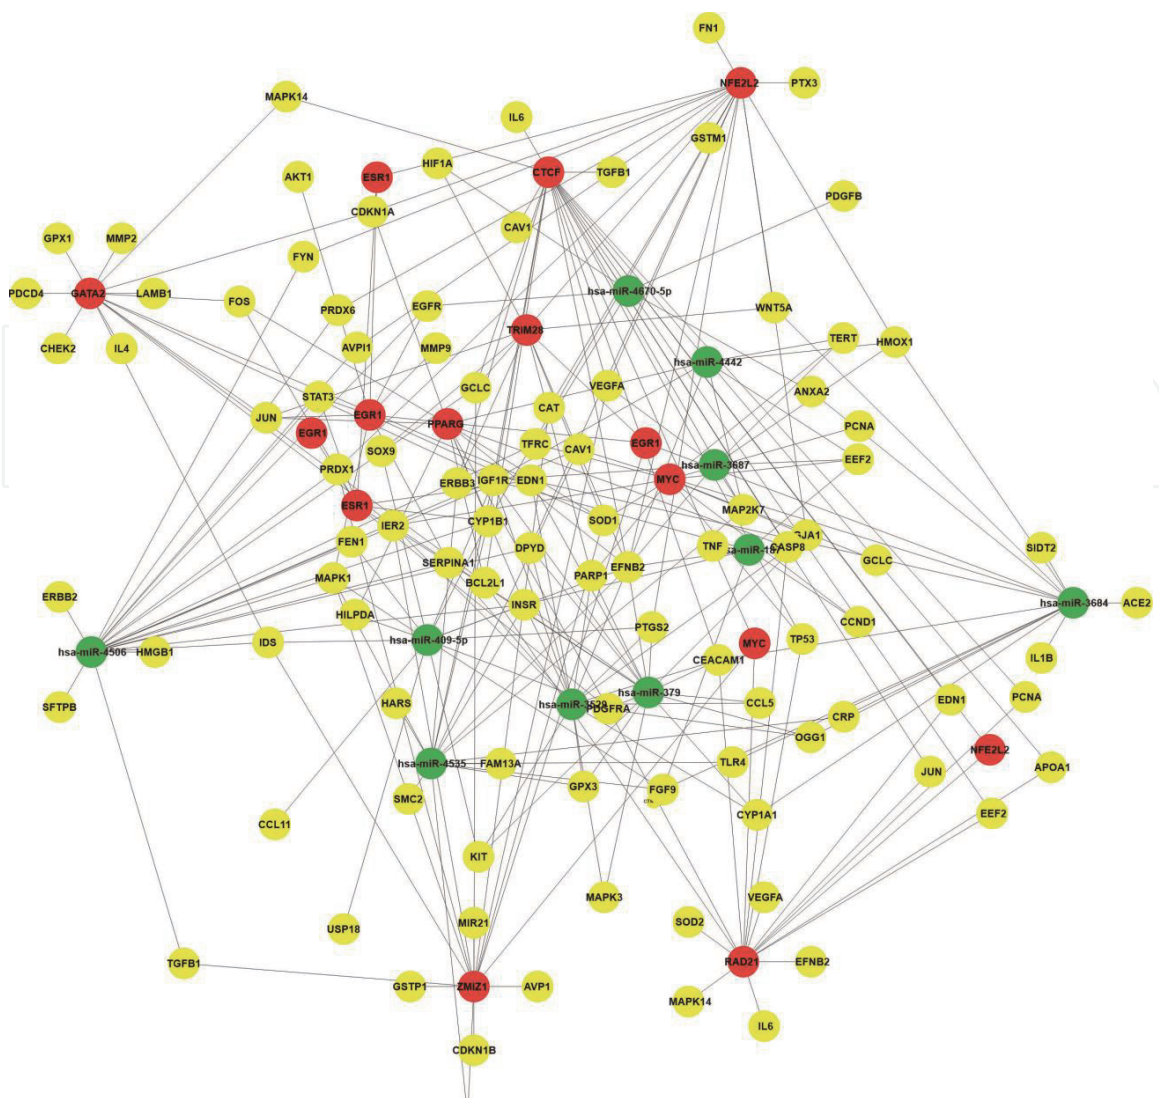 FN1
NFE2L2
PTX3
MAPK14
IL6
GSTM1
HIF1A
CTCF
TGFB1
AKT1
ESR1
PDGFB
CDKN1A
CAV1
GPX1
MMP2
FYN
PDCD4
GATA2
LAMB1
hsa-miR-4670-5p
FOS
PRDX6
EGFR
WNT5A
TRIM28
TERT
HMOX1
CHEK2
IL4
AVPI1
MMP9
hsa-miR-4442
GCLC
VEGFA
ANXA2
STAT3
JUN
EGR1
PPARG
CAT
PCNA
EGR1
SOX9
TFRC
CAV1
EGR1
EEF2
PRDX1
hsa-miR-3687
ERBB3
IGF1R
EDN1
MYC
ESR1
MAP2K7
IER2
CYP1B1
SOD1
GJA1
FEN1
DPYD
TNF
CASP8
SIDT2
SERPINA1
EFNB2
GCLC
MAPK1
BCL2L1
PARP1
ERBB2
HILPDA
INSR
hsa-miR-3684
ACE2
PTGS2
CCND1
hsa-miR-4506
HMGB1
IDS
hsa-miR-409-5p
MYC
TP53
IL1B
CEACAM1
SFTPB
HARS
hsa-miR-3529
PDGFRA
hsa-miR-379
CCL5
CRP
EDN1
PCNA
OGG1
NFE2L2
hsa-miR-4535
FAM13A
TLR4
JUN
APOA1
SMC2
GPX3
FGF9
CYP1A1
EEF2
CCL11
KIT
MAPK3
VEGFA
USP18
MIR21
SOD2
TGFB1
RAD21
EFNB2
GSTP1
ZMIZ1
AVP1
MAPK14
IL6
CDKN1B